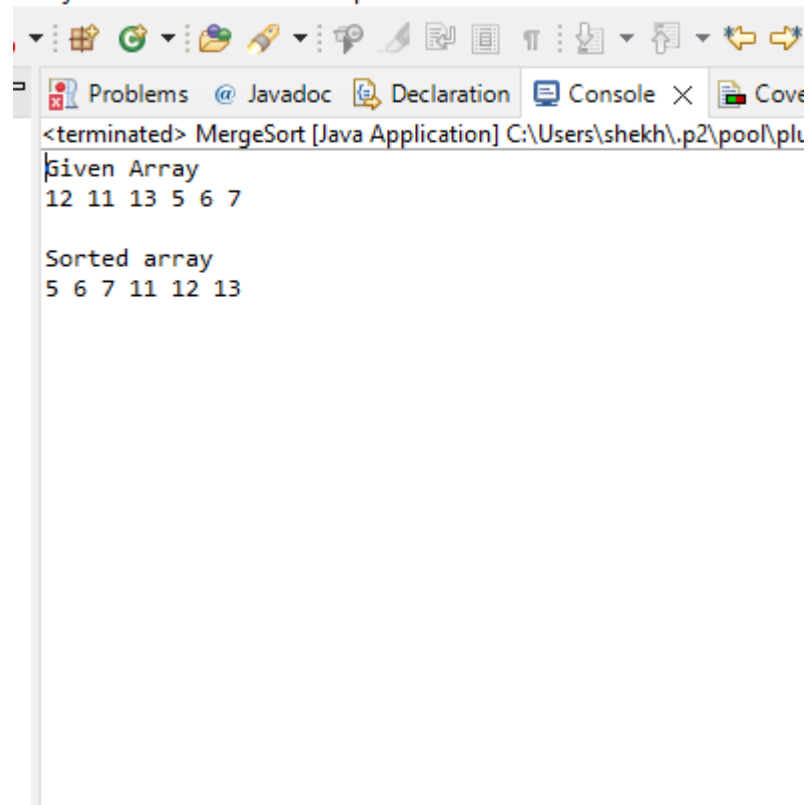 Problems @ Javadoc Declaration Console Cove
<terminated> MergeSort [Java Application] C:\Users\shekh\.p2\pool\plu
Given Array
12 11 13 5 6 7
Sorted array
5 6 7 11 12 13